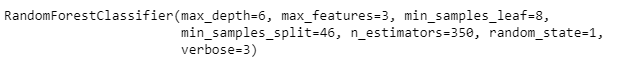 RandomForestClassifier(max_depth=6, max_features=3, min_samples_leaf=8,
min_samples_split=46, n_estimators=350, random_state=1,
verbose=3)